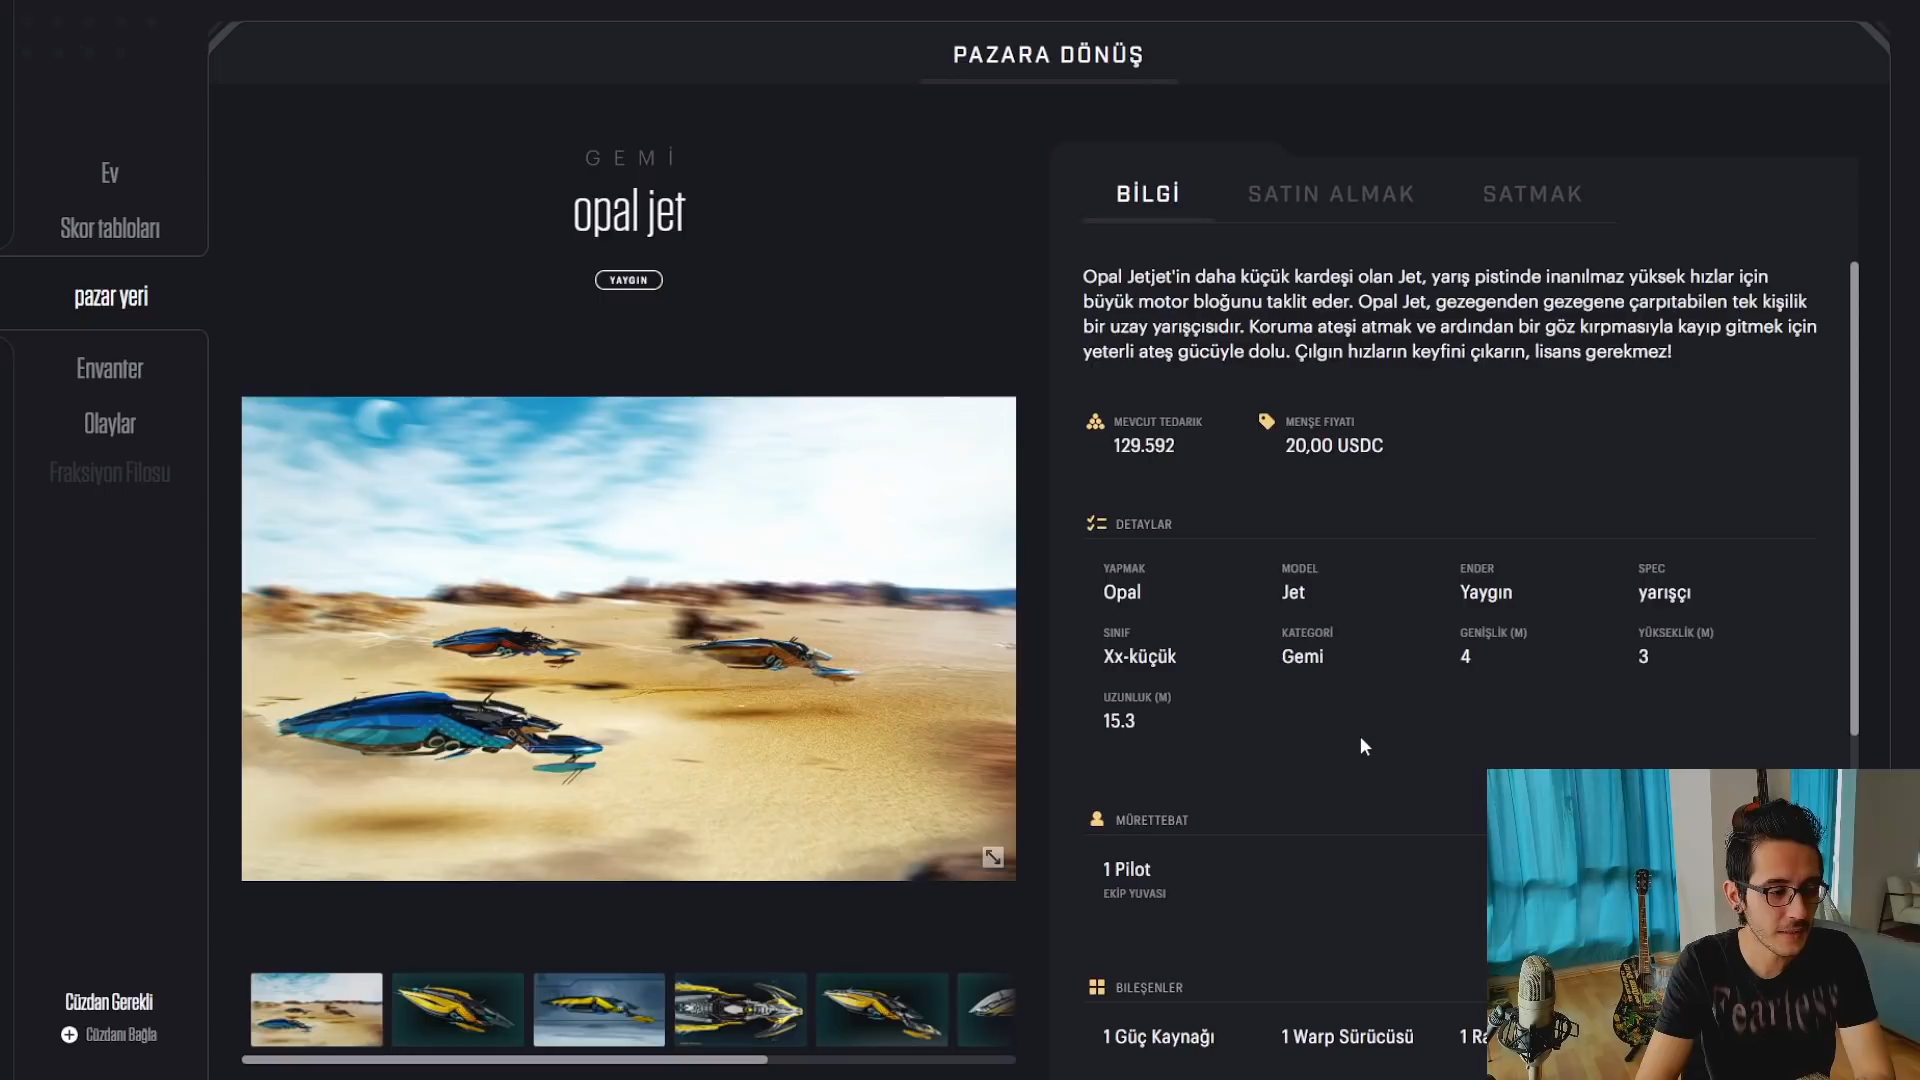 PAZARA DÖNÜŞ
Ev
Skor tabloları
pazar yeri
Envanter
Olaylar
Fraksiyon Filosu
Cüzdan Gerekli
Cüzdanı Bağla
GEMİ
opal jet
YAYGIN
BİLGİ
SATIN ALMAK
SATMAK
Opal Jetjet'in daha küçük kardeşi olan Jet, yarış pistinde inanılmaz yüksek hızlar için
büyük motor bloğunu taklit eder. Opal Jet, gezegenden gezegene çarpıtabilen tek kişilik
bir uzay yarışçısıdır. Koruma ateşi atmak ve ardından bir göz kırpmasıyla kayıp gitmek için
yeterli ateş gücüyle dolu. Çılgın hızların keyfini çıkarın, lisans gerekmez!
MEVCUT TEDARIK
129.592
MENŞE FIYATI
20,00 USDC
DETAYLAR
YAPMAK
Opal
MODEL
Jet
ENDER
Yaygın
SPEC
yarışçı
SINIF
Xx-küçük
KATEGORİ
Gemi
GENİŞLİK (M)
4
YÜKSEKLİK (M)
3
UZUNLUK (M)
15.3
MÜRETTEBAT
1 Pilot
EKİP YUVASI
BILEŞENLER
1 Güç Kaynağı
1 Warp Sürücüsü
Fearless